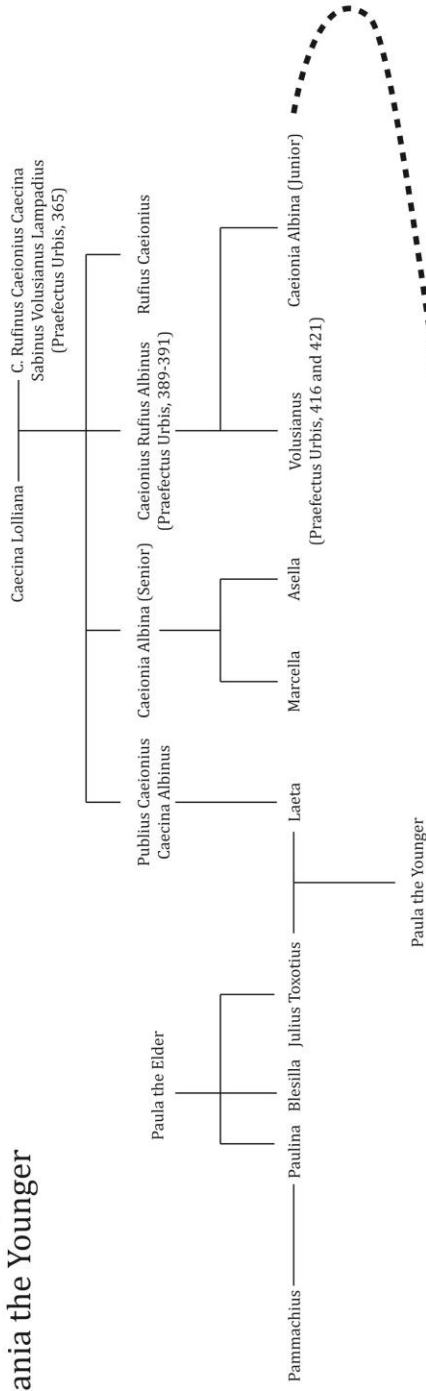 ania the Younger
Caecina Lolliana
C. Rufinus Caeionius Caecina
Sabinus Volusianus Lampadius
(Praefectus Urbis, 365)
Paula the Elder
Publius Caeionius
Caecina Albinus
Caeionia Albina (Senior)
Caeionius Rufius Albinus
(Praefectus Urbis, 389-391)
Rufius Caeionius
Pammachius
Paulina
Blesilla
Julius Toxotius
Laeta
Marcella
Asella
Volusianus
(Praefectus Urbis, 416 and 421)
Caeionia Albina (Junior)
Paula the Younger